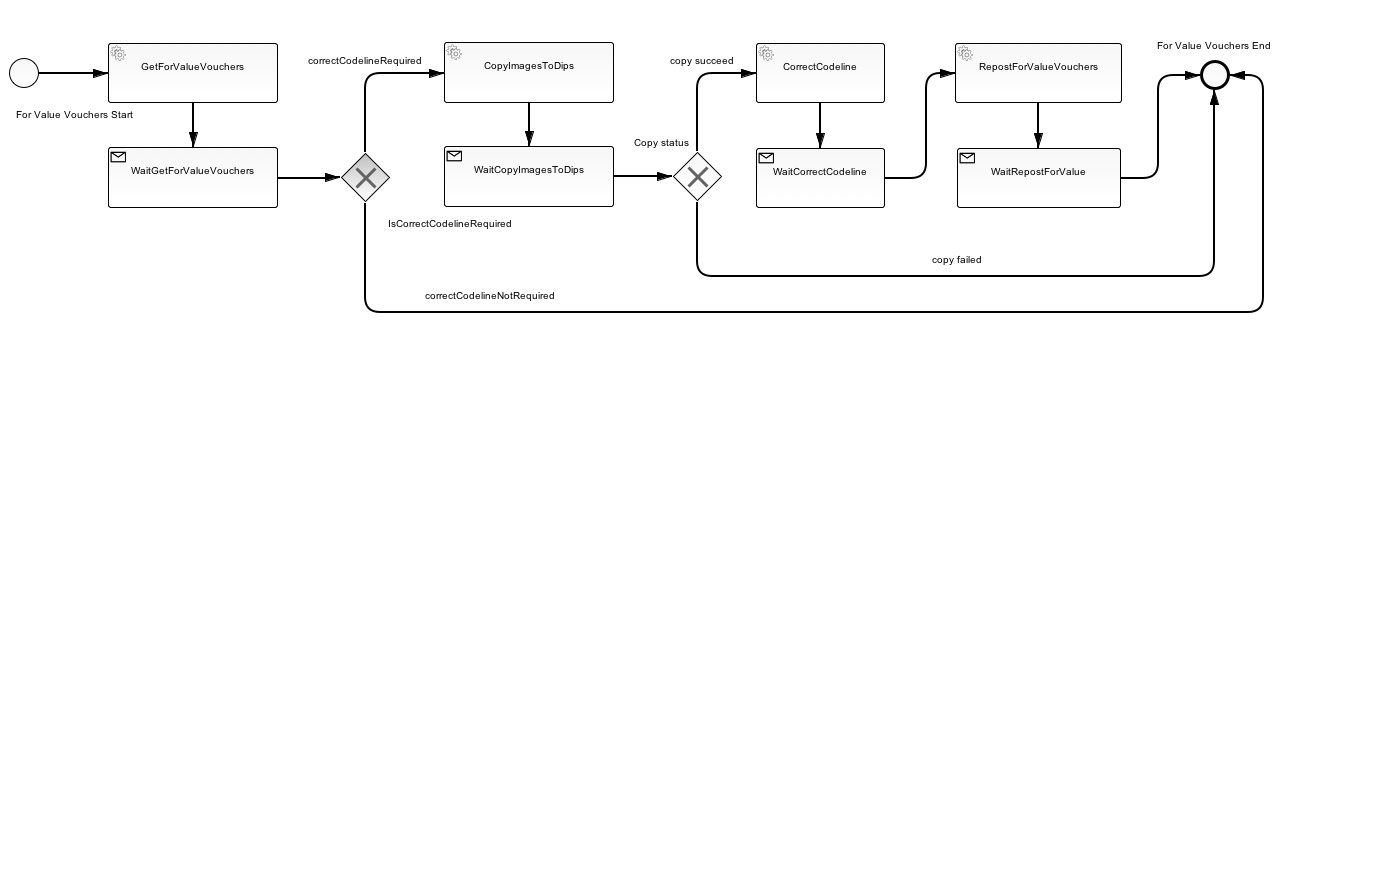 For Value Vouchers Start
GetForValueVouchers
WaitGetForValueVouchers
correctCodelineRequired
IsCorrectCodelineRequired
correctCodelineNotRequired
CopyImagesToDips
WaitCopyImagesToDips
Copy status
copy succeed
copy failed
CorrectCodeline
WaitCorrectCodeline
RepostForValueVouchers
WaitRepostForValue
For Value Vouchers End